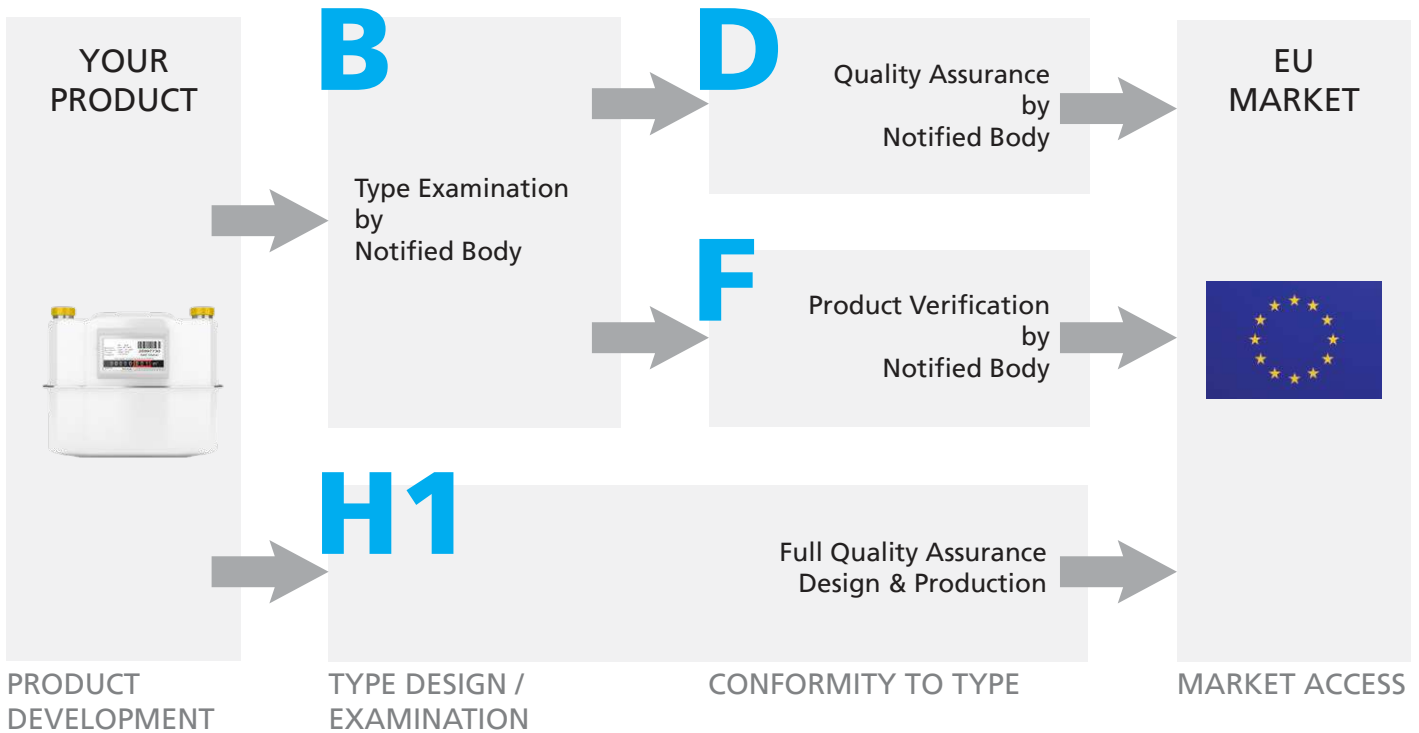 YOUR
PRODUCT
B
Type Examination
by
Notified Body
D
Quality Assurance
by
Notified Body
F
Product Verification
by
Notified Body
H1
Full Quality Assurance
Design & Production
EU
MARKET
PRODUCT
DEVELOPMENT
TYPE DESIGN /
EXAMINATION
CONFORMITY TO TYPE
MARKET ACCESS